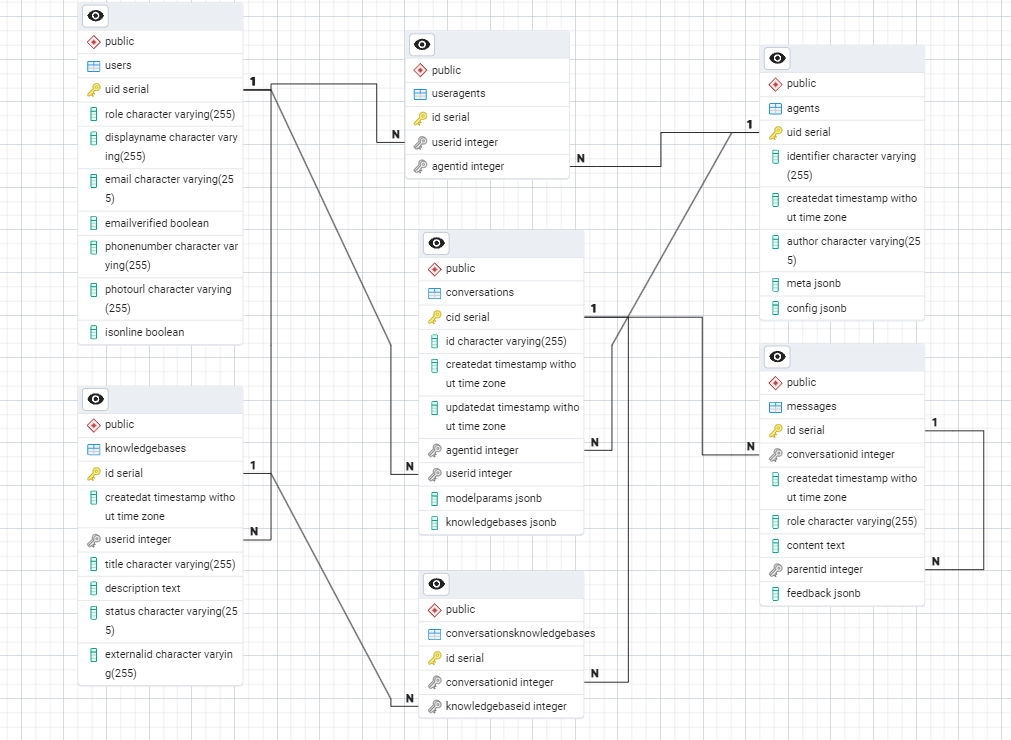 public
users
uid serial
role character varying(255)
displayname character vary
ing(255)
email character varying(25
5)
emailverified boolean
phonenumber character var
ying(255)
photourl character varying
(255)
isonline boolean
1
N
public
useragents
id serial
userid integer
agentid integer
N
1
public
agents
uid serial
identifier character varying
(255)
createdat timestamp witho
ut time zone
author character varying(25
5)
meta jsonb
config jsonb
public
conversations
cid serial
id character varying(255)
createdat timestamp witho
ut time zone
updatedat timestamp witho
ut time zone
agentid integer
userid integer
modelparams jsonb
knowledgebases jsonb
1
N
N
N
public
messages
id serial
conversationid integer
createdat timestamp witho
ut time zone
role character varying(255)
content text
parentid integer
feedback jsonb
1
N
public
knowledgebases
id serial
createdat timestamp witho
ut time zone
userid integer
title character varying(255)
description text
status character varying(25
5)
externalid character varyin
g(255)
1
N
public
conversationsknowledgebases
id serial
conversationid integer
knowledgebaseid integer
N
N